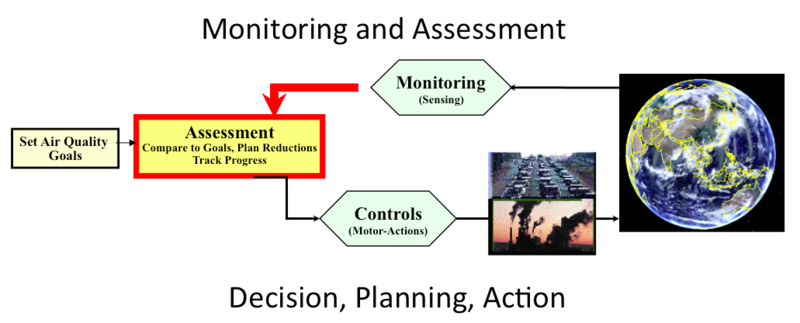 Monitoring and Assessment
Monitoring
(Sensing)
Set Air Quality
Goals
Assessment
Compare to Goals, Plan Reductions
Track Progress
Controls
(Motor-Actions)
Decision, Planning, Action